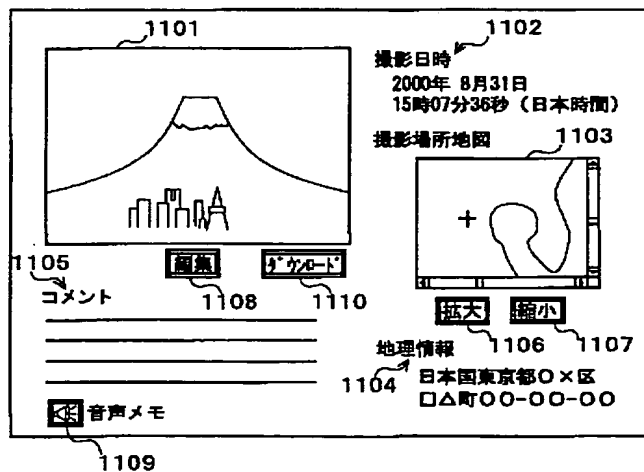 1101
1102
撮影日時
2000年 8月31日
15時07分36秒 (日本時間)
1103
撮影場所地図
1105
編集
ダウンロード
コメント
1108
1110
拡大
縮小
1106
1107
地理情報
1104
日本国東京都〇×区
□△町〇〇-〇〇-〇〇
音声メモ
1109